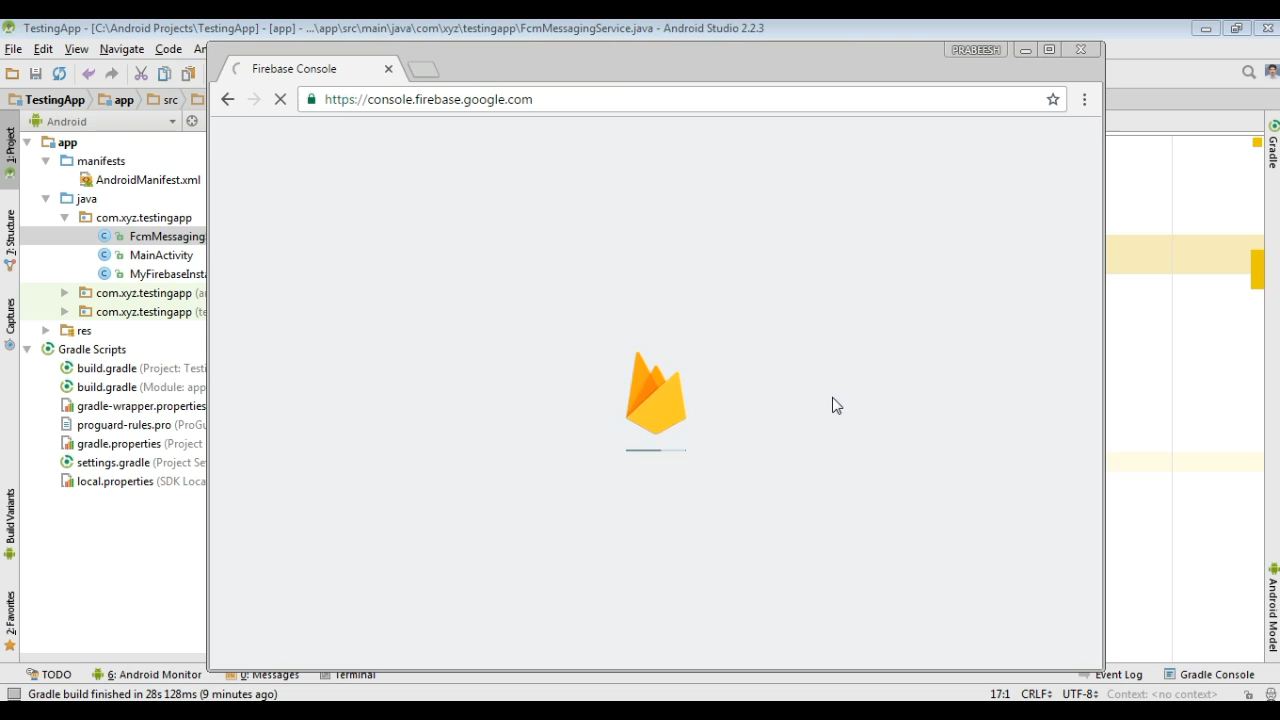 TestingApp - [C:\Android Projects\TestingApp] - [app] - ...\app\src\main\java\com\xyz\testingapp\FcmMessagingService.java - Android Studio 2.2.3
File Edit View Navigate Code An
PRABEESH
Firebase Console
https://console.firebase.google.com
TestingApp app src
Android
1: Project
7: Structure
Captures
Build Variants
2: Favorites
app
manifests
AndroidManifest.xml
java
com.xyz.testingapp
FcmMessaging
MainActivity
MyFirebaseInsta
com.xyz.testingapp (a
com.xyz.testingapp (te
res
Gradle Scripts
build.gradle (Project: Testi
build.gradle (Module: app
gradle-wrapper.properties
proguard-rules.pro (ProGu
gradle.properties (Project
settings.gradle (Project Se
local.properties (SDK Loca
Gradle
Android Model
TODO 6: Android Monitor 0: Messages Terminal Event Log Gradle Console
Gradle build finished in 28s 128ms (9 minutes ago) 17:1 CRLF÷ UTF-8÷ Context: <no context>